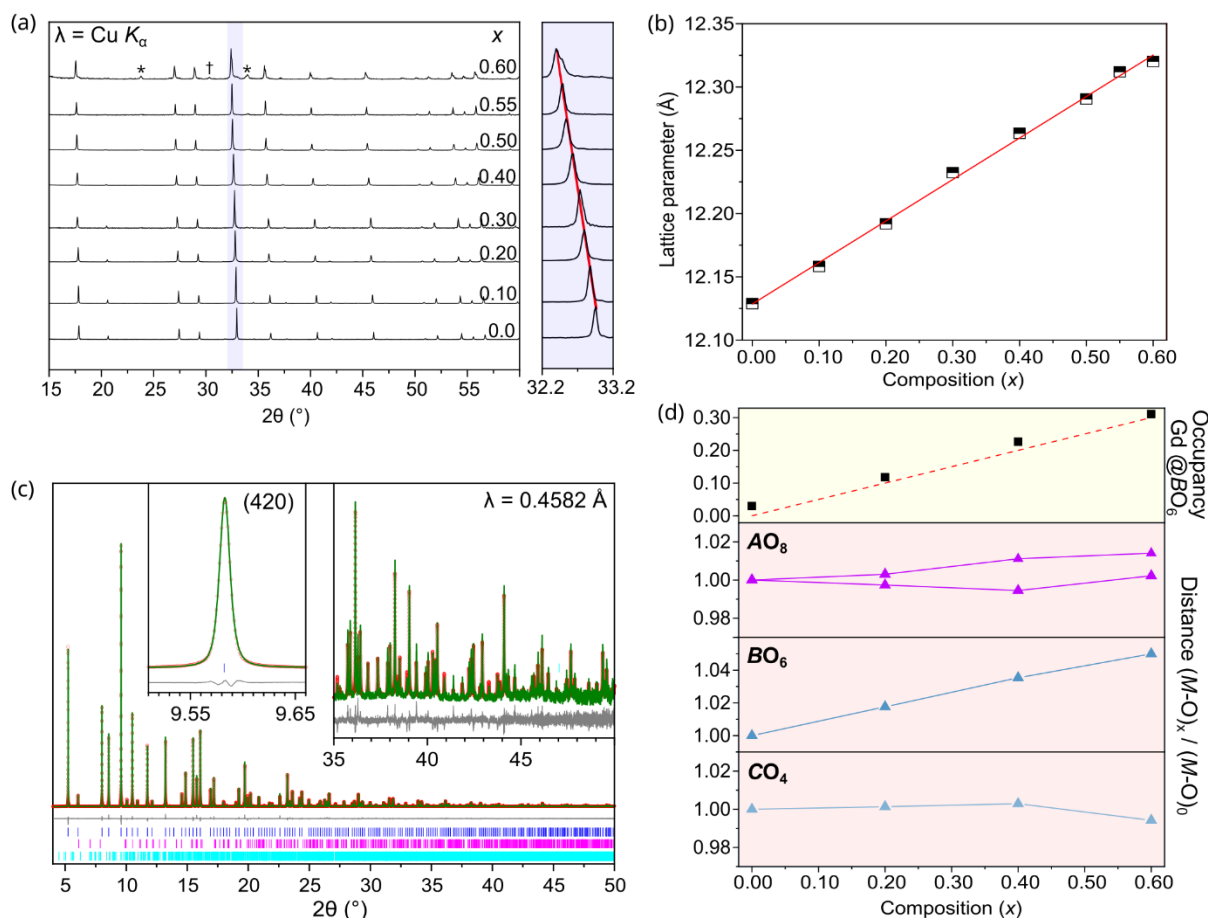 (a)
λ = Cu Kα
x
* † *
0.60
0.55
0.50
0.40
0.30
0.20
0.10
0.0
15 20 25 30 35 40 45 50 55 60
2θ (°)
32.2 33.2
2θ (°)
(b)
Lattice parameter (Å)
12.35
12.30
12.25
12.20
12.15
12.10
0.00 0.10 0.20 0.30 0.40 0.50 0.60
Composition (x)
(c)
(420)
9.55 9.65
λ = 0.4582 Å
35 40 45
5 10 15 20 25 30 35 40 45 50
2θ (°)
(d)
0.30
0.20
0.10
0.00
Occupancy
Gd @BO6
AO8
1.02
1.00
0.98
BO6
1.04
1.02
1.00
CO4
1.02
1.00
0.98
Distance (M-O)x / (M-O)0
0.00 0.10 0.20 0.30 0.40 0.50 0.60
Composition (x)